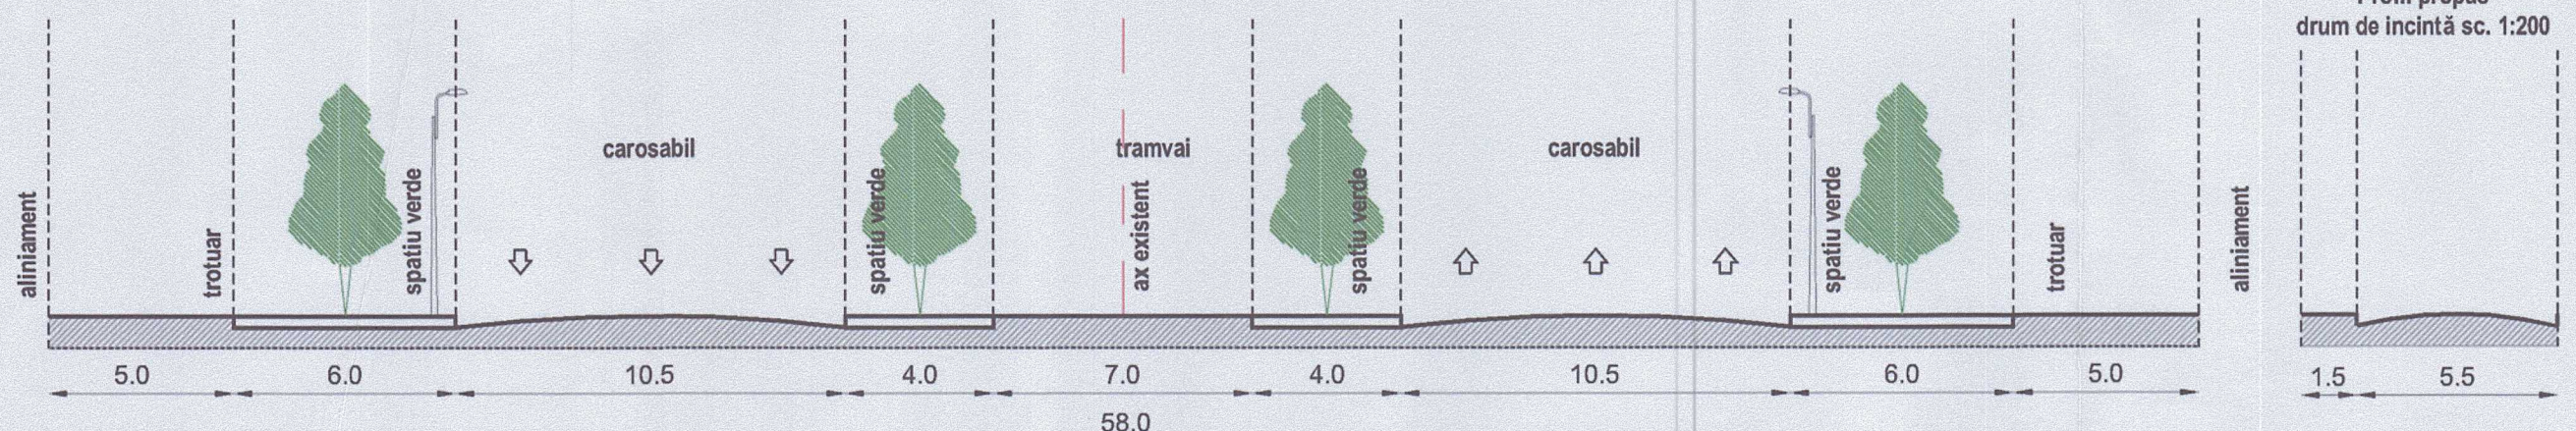 drum de incintă sc. 1:200
carosabil
tramvai
carosabil
aliniament
trotuar
spatiu verde
spatiu verde
ax existent
spatiu verde
spatiu verde
trotuar
aliniament
5.0
6.0
10.5
4.0
7.0
4.0
10.5
6.0
5.0
1.5
5.5
58.0